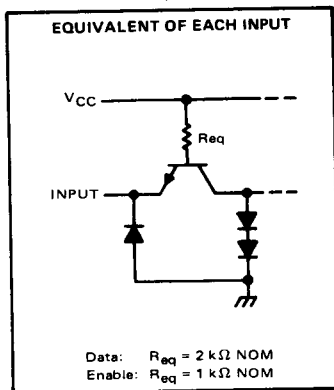 EQUIVALENT OF EACH INPUT
VCC
Req
INPUT
Data: Req = 2 kΩ NOM
Enable: Req = 1 kΩ NOM